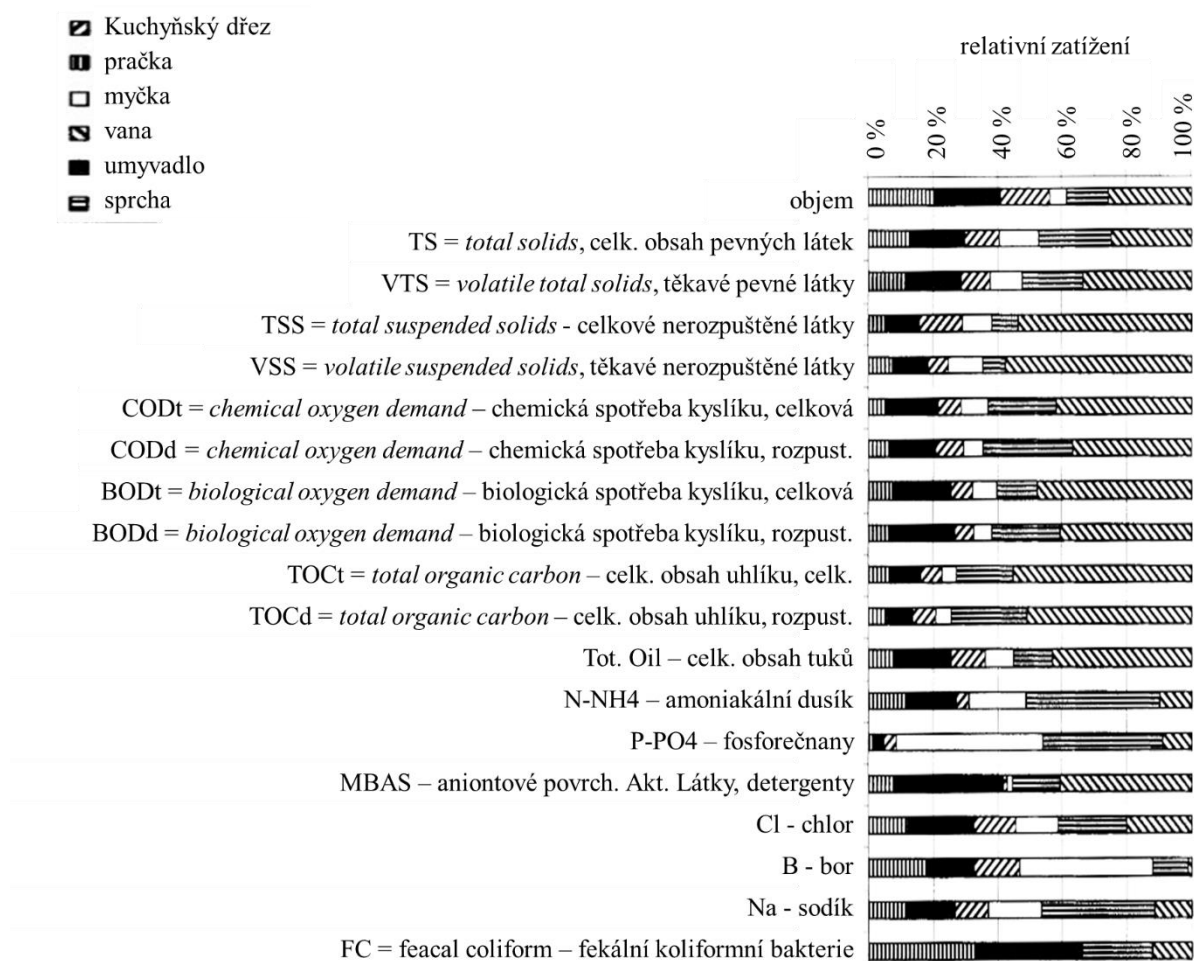 Kuchyňský dřez
pračka
myčka
vana
umyvadlo
sprcha
relativní zatížení
0 %
20 %
40 %
60 %
80 %
100 %
objem
TS = total solids, celk. obsah pevných látek
VTS = volatile total solids, těkavé pevné látky
TSS = total suspended solids - celkové nerozpuštěné látky
VSS = volatile suspended solids, těkavé nerozpuštěné látky
CODt = chemical oxygen demand – chemická spotřeba kyslíku, celková
CODd = chemical oxygen demand – chemická spotřeba kyslíku, rozpust.
BODt = biological oxygen demand – biologická spotřeba kyslíku, celková
BODd = biological oxygen demand – biologická spotřeba kyslíku, rozpust.
TOCt = total organic carbon – celk. obsah uhlíku, celk.
TOCd = total organic carbon – celk. obsah uhlíku, rozpust.
Tot. Oil – celk. obsah tuků
N-NH4 – amoniakální dusík
P-PO4 – fosforečnany
MBAS – aniontové povrch. Akt. Látky, detergenty
Cl - chlor
B - bor
Na - sodík
FC = feacal coliform – fekální koliformní bakterie